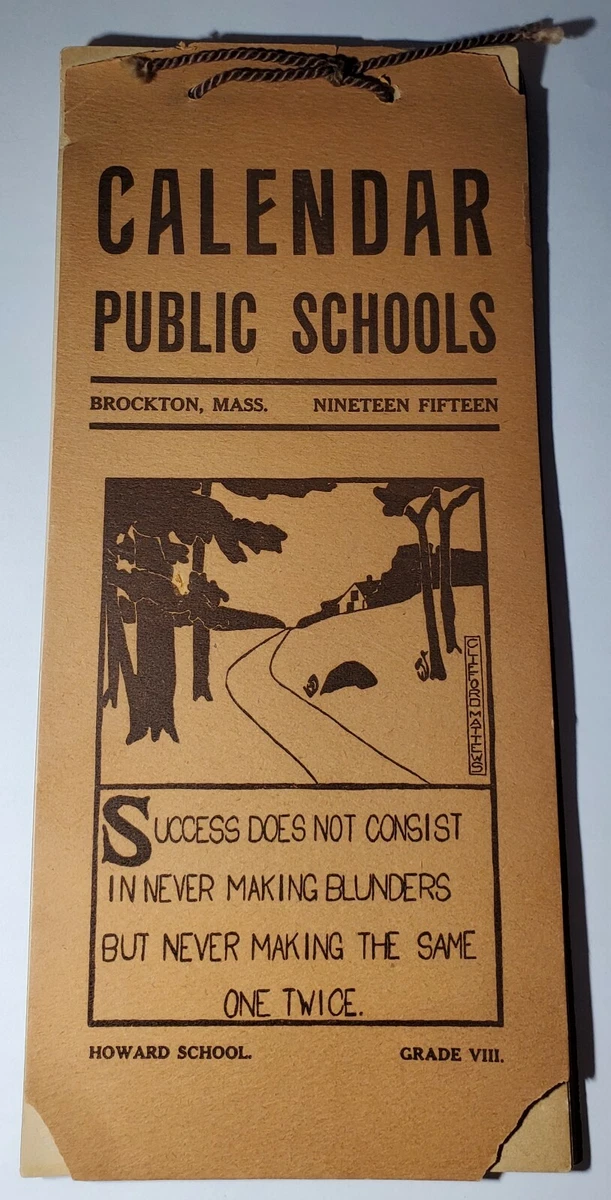 CALENDAR
PUBLIC SCHOOLS
BROCKTON, MASS. NINETEEN FIFTEEN
CLIFFORD MATTEWS
SUCCESS DOES NOT CONSIST
IN NEVER MAKING BLUNDERS
BUT NEVER MAKING THE SAME
ONE TWICE.
HOWARD SCHOOL. GRADE VIII.